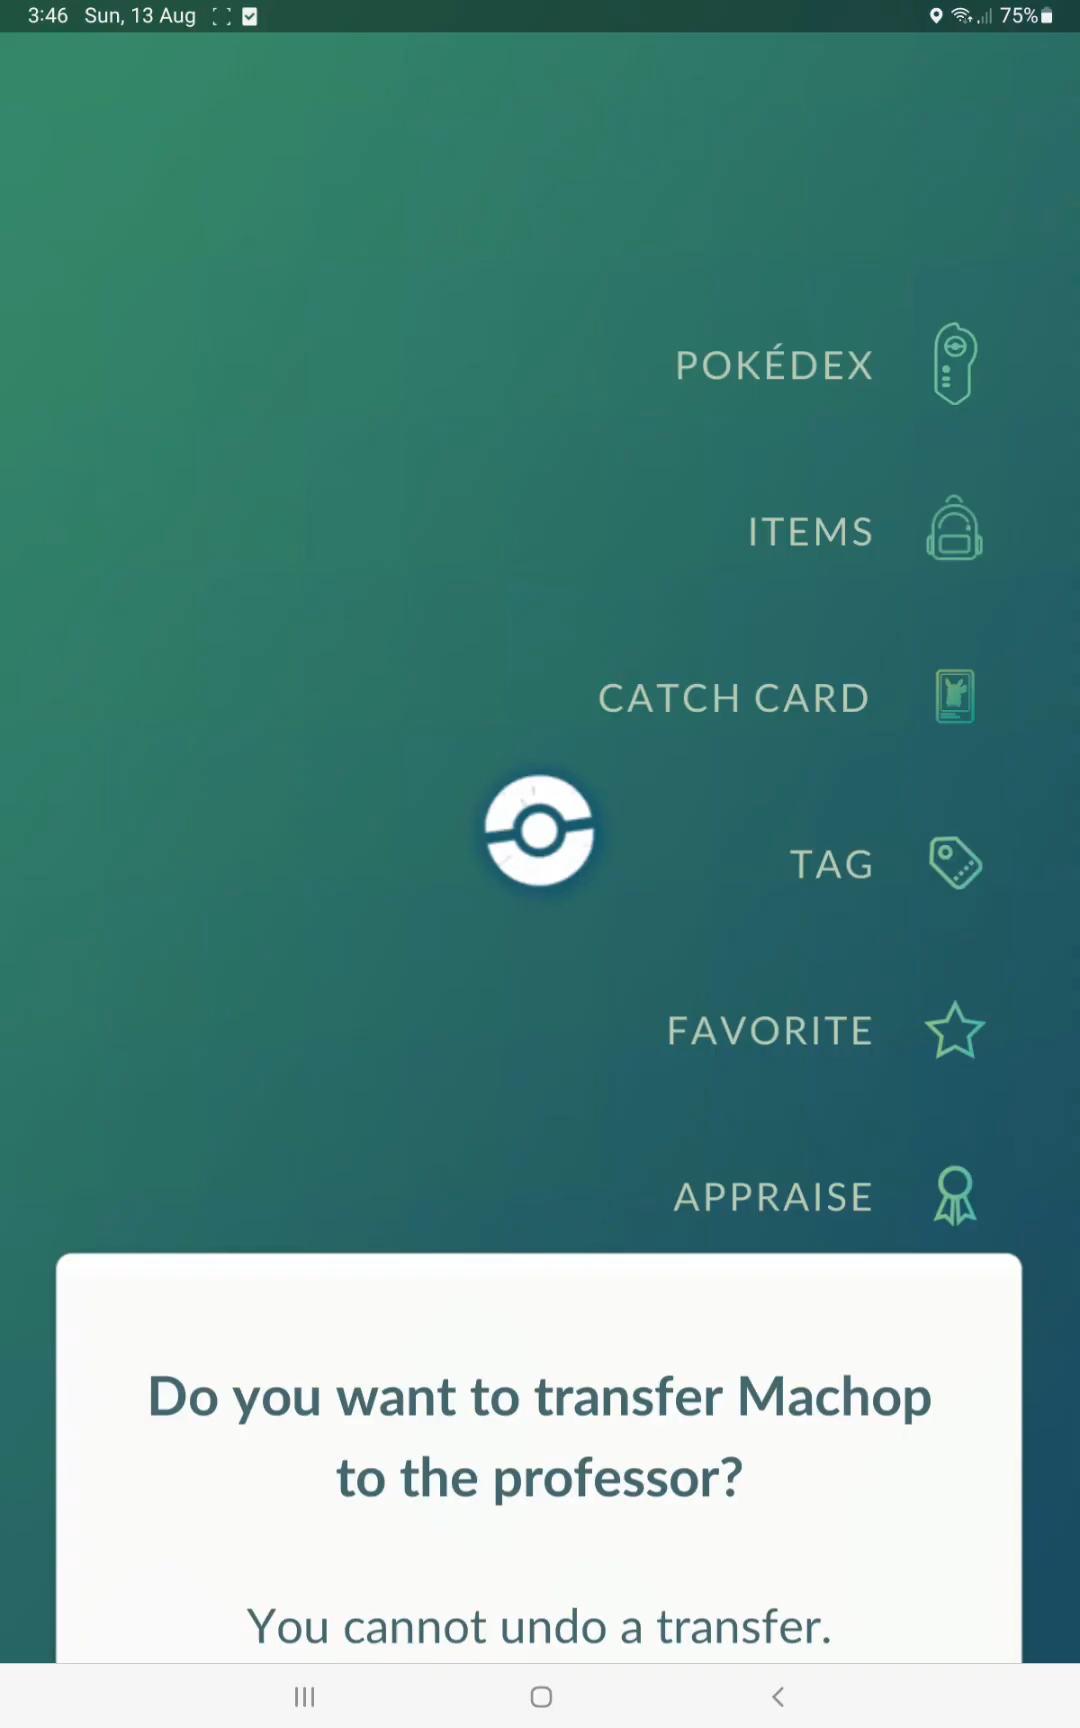 3:46 Sun, 13 Aug 75%
POKÉDEX
ITEMS
CATCH CARD
TAG
FAVORITE
APPRAISE
Do you want to transfer Machop
to the professor?
You cannot undo a transfer.